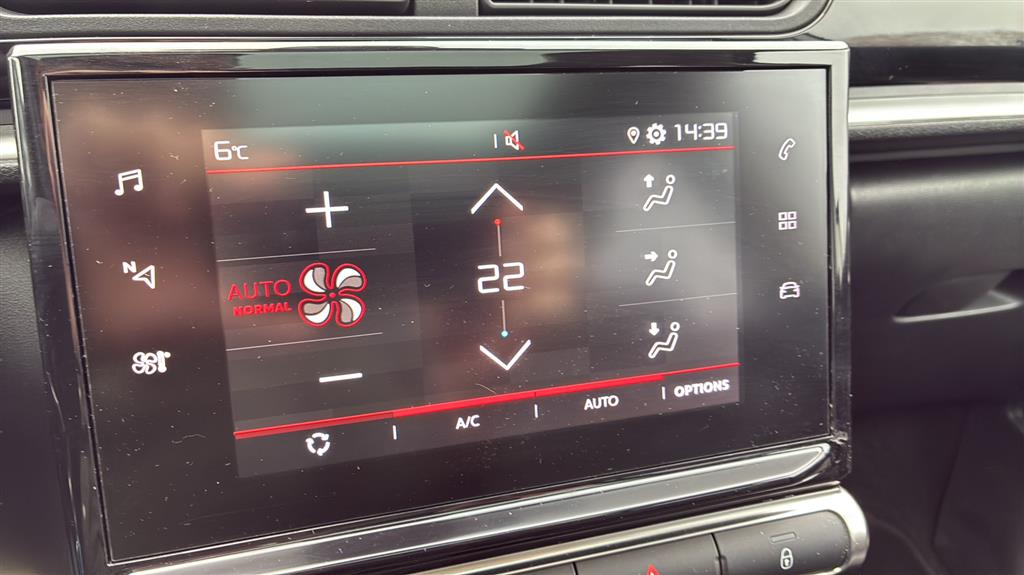 6°C
14:39
N
22
AUTO
NORMAL
A/C
AUTO
OPTIONS